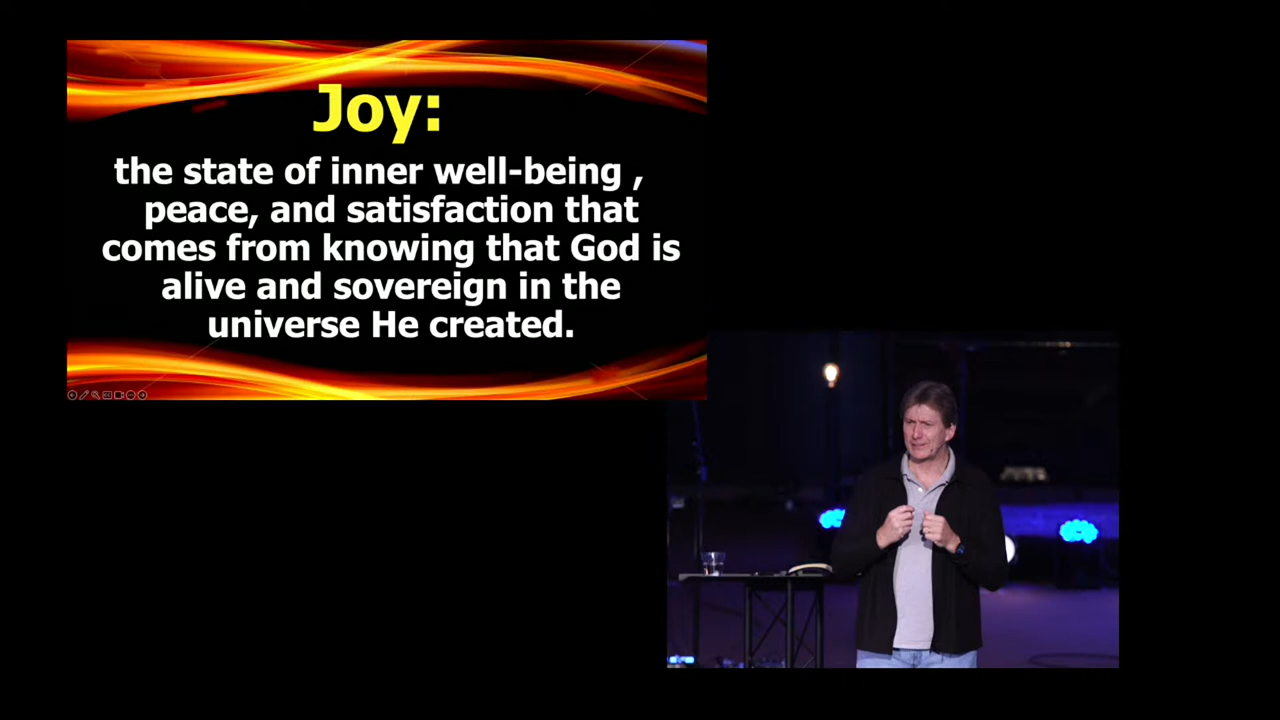 Joy:
the state of inner well-being ,
peace, and satisfaction that
comes from knowing that God is
alive and sovereign in the
universe He created.